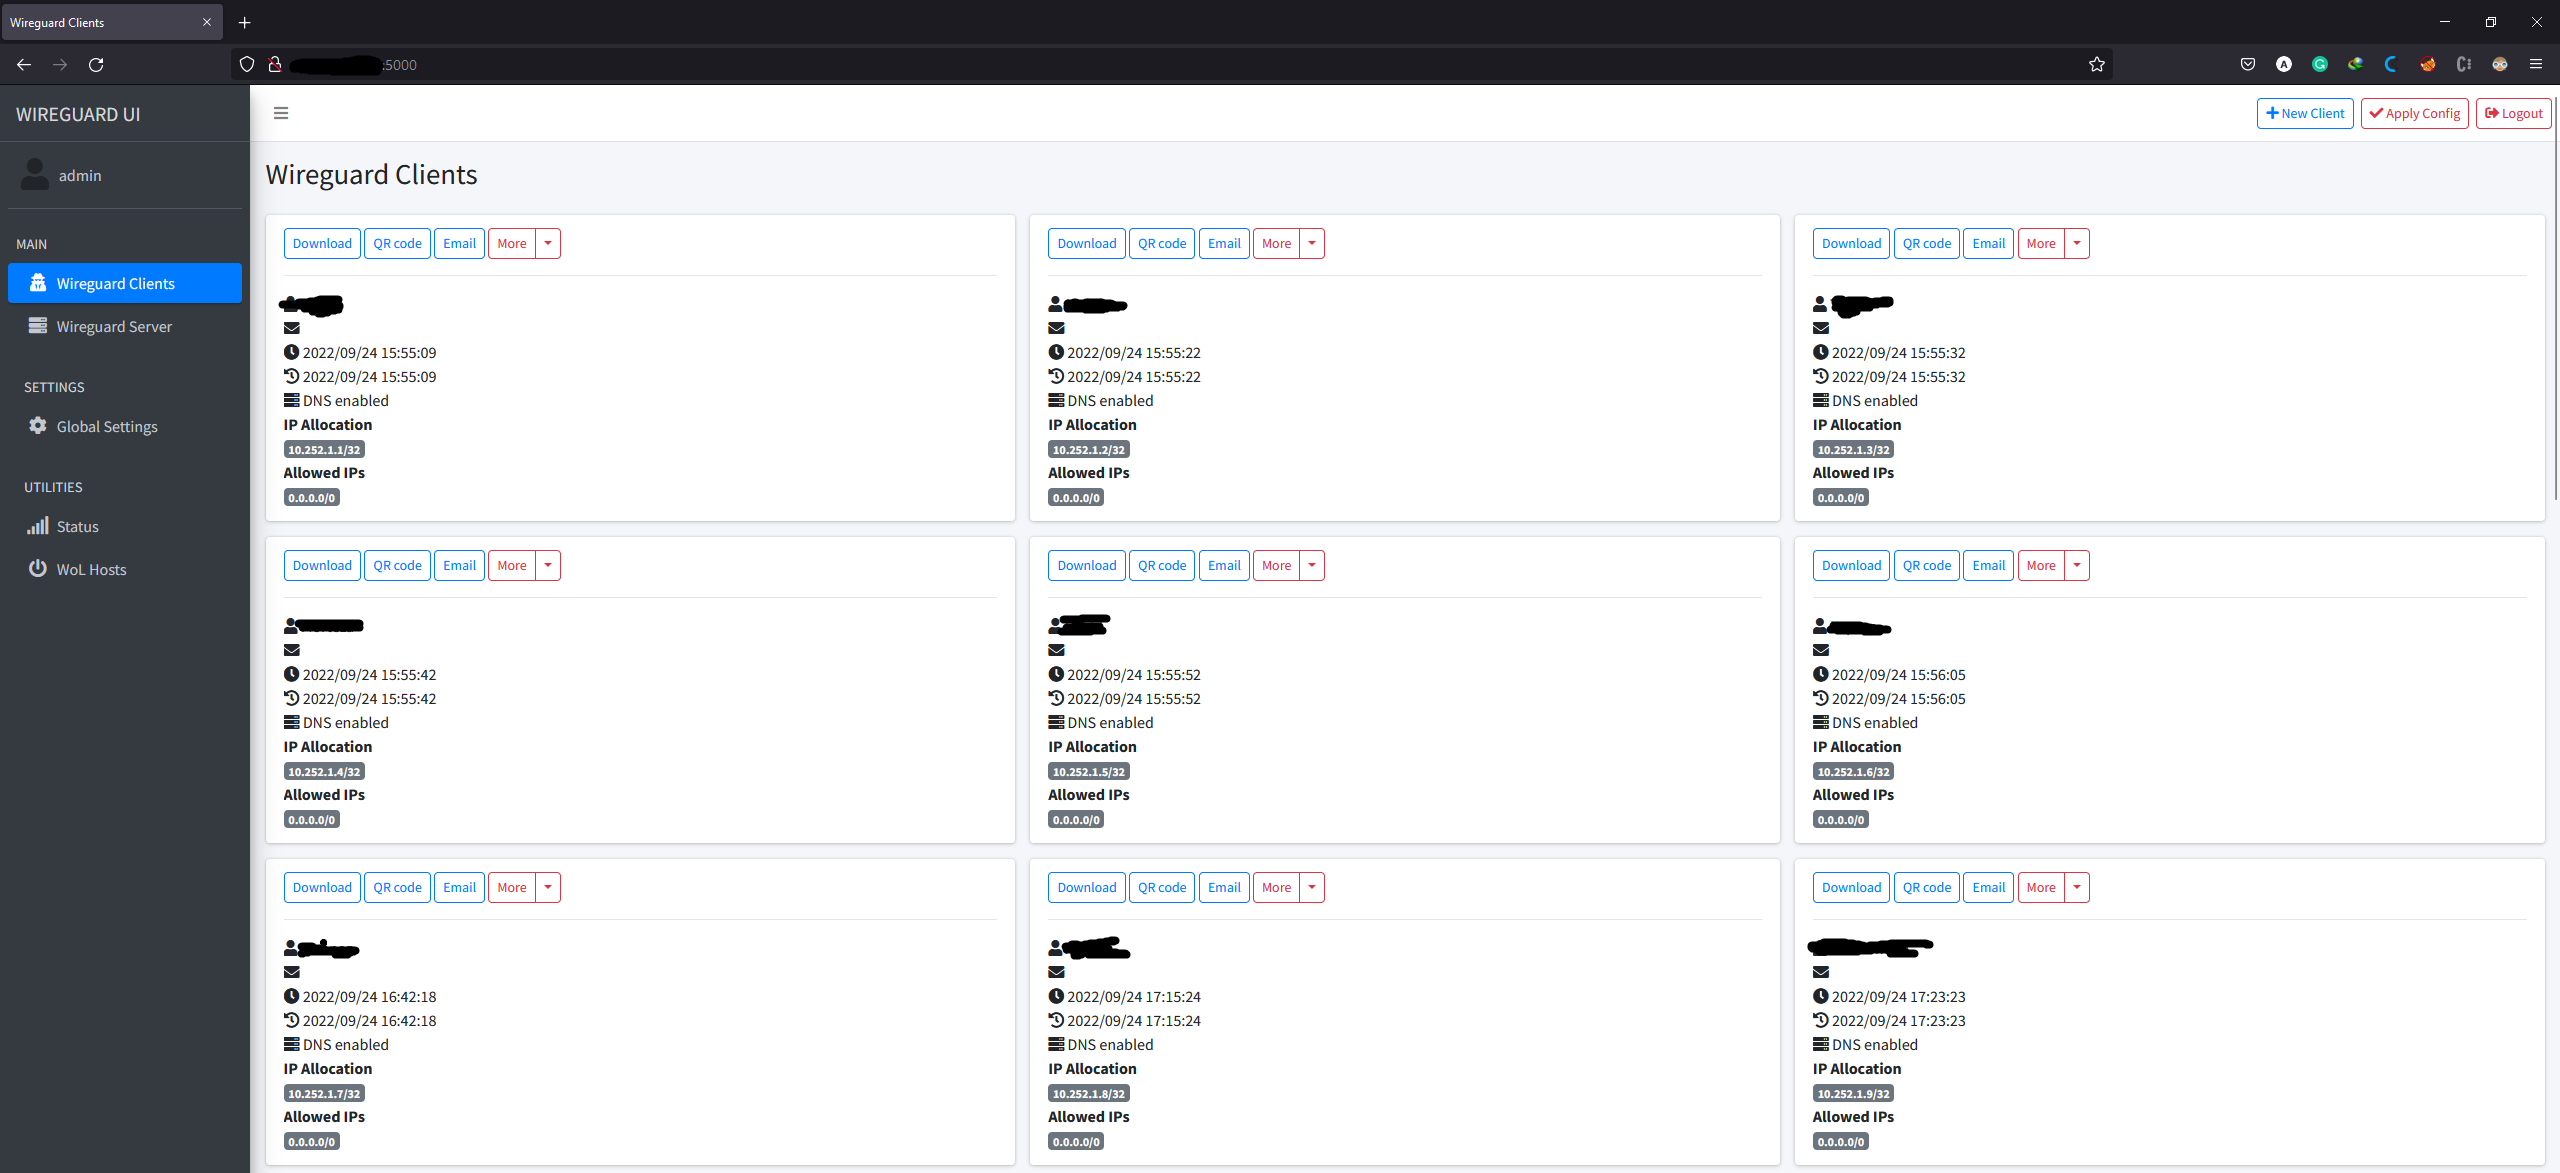 Wireguard Clients
:5000
WIREGUARD UI
New Client Apply Config Logout
admin
Wireguard Clients
MAIN
Wireguard Clients
Wireguard Server
SETTINGS
Global Settings
UTILITIES
Status
WoL Hosts
Download QR code Email More
2022/09/24 15:55:09
2022/09/24 15:55:09
DNS enabled
IP Allocation
10.252.1.1/32
Allowed IPs
0.0.0.0/0
Download QR code Email More
2022/09/24 15:55:22
2022/09/24 15:55:22
DNS enabled
IP Allocation
10.252.1.2/32
Allowed IPs
0.0.0.0/0
Download QR code Email More
2022/09/24 15:55:32
2022/09/24 15:55:32
DNS enabled
IP Allocation
10.252.1.3/32
Allowed IPs
0.0.0.0/0
Download QR code Email More
2022/09/24 15:55:42
2022/09/24 15:55:42
DNS enabled
IP Allocation
10.252.1.4/32
Allowed IPs
0.0.0.0/0
Download QR code Email More
2022/09/24 15:55:52
2022/09/24 15:55:52
DNS enabled
IP Allocation
10.252.1.5/32
Allowed IPs
0.0.0.0/0
Download QR code Email More
2022/09/24 15:56:05
2022/09/24 15:56:05
DNS enabled
IP Allocation
10.252.1.6/32
Allowed IPs
0.0.0.0/0
Download QR code Email More
2022/09/24 16:42:18
2022/09/24 16:42:18
DNS enabled
IP Allocation
10.252.1.7/32
Allowed IPs
0.0.0.0/0
Download QR code Email More
2022/09/24 17:15:24
2022/09/24 17:15:24
DNS enabled
IP Allocation
10.252.1.8/32
Allowed IPs
0.0.0.0/0
Download QR code Email More
2022/09/24 17:23:23
2022/09/24 17:23:23
DNS enabled
IP Allocation
10.252.1.9/32
Allowed IPs
0.0.0.0/0